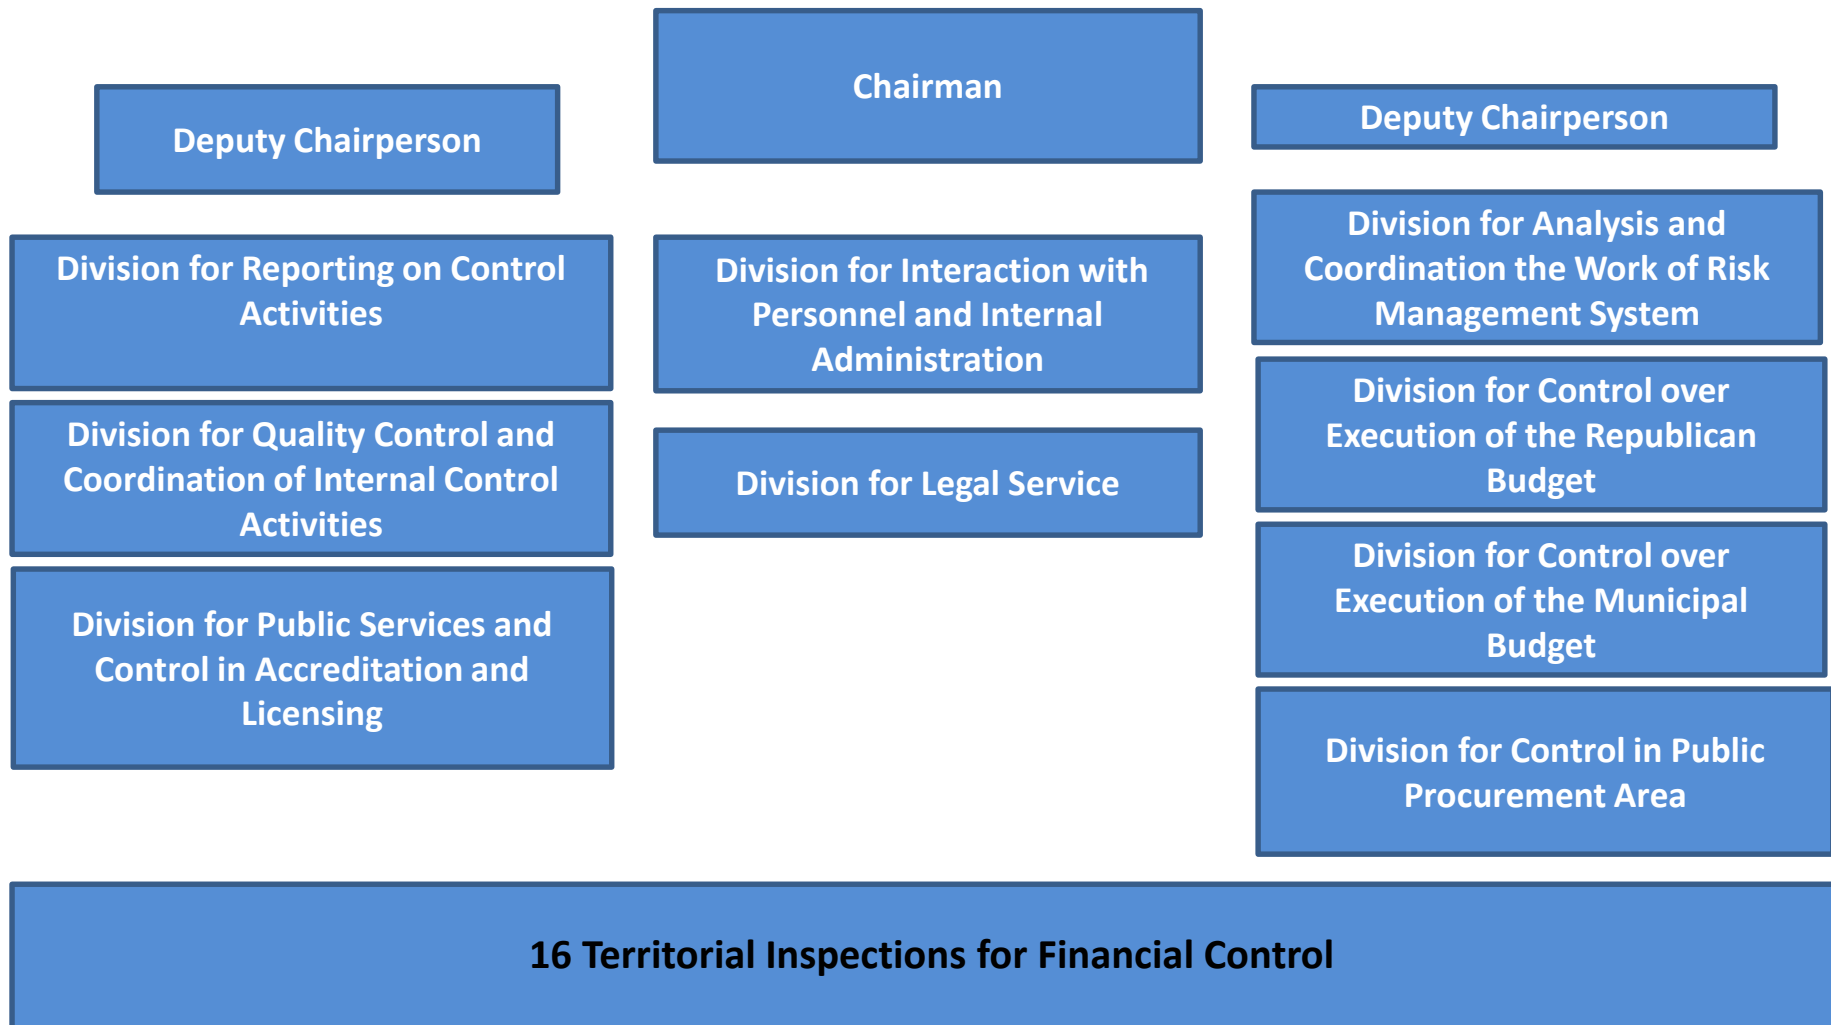 Chairman
Deputy Chairperson
Deputy Chairperson
Division for Reporting on Control
Activities
Division for Quality Control and
Coordination of Internal Control
Activities
Division for Public Services and
Control in Accreditation and
Licensing
Division for Interaction with
Personnel and Internal
Administration
Division for Legal Service
Division for Analysis and
Coordination the Work of Risk
Management System
Division for Control over
Execution of the Republican
Budget
Division for Control over
Execution of the Municipal
Budget
Division for Control in Public
Procurement Area
16 Territorial Inspections for Financial Control